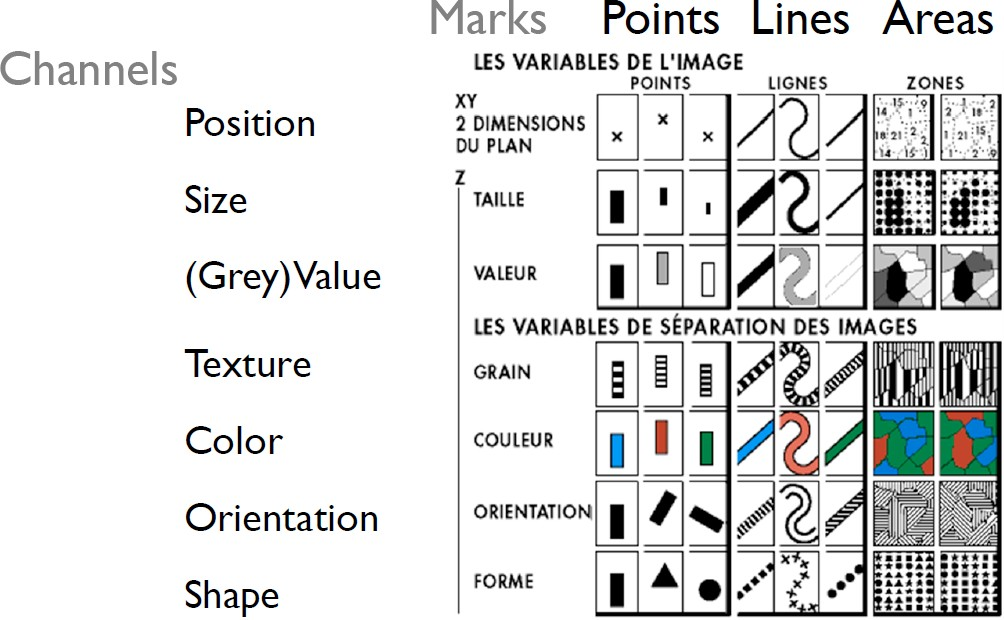 Marks Points Lines Areas
Channels
LES VARIABLES DE L'IMAGE
POINTS LIGNES ZONES
Position
XY
2 DIMENSIONS
DU PLAN
Z
Size TAILLE
(Grey)Value VALEUR
LES VARIABLES DE SÉPARATION DES IMAGES
Texture GRAIN
Color COULEUR
Orientation ORIENTATION
Shape FORME